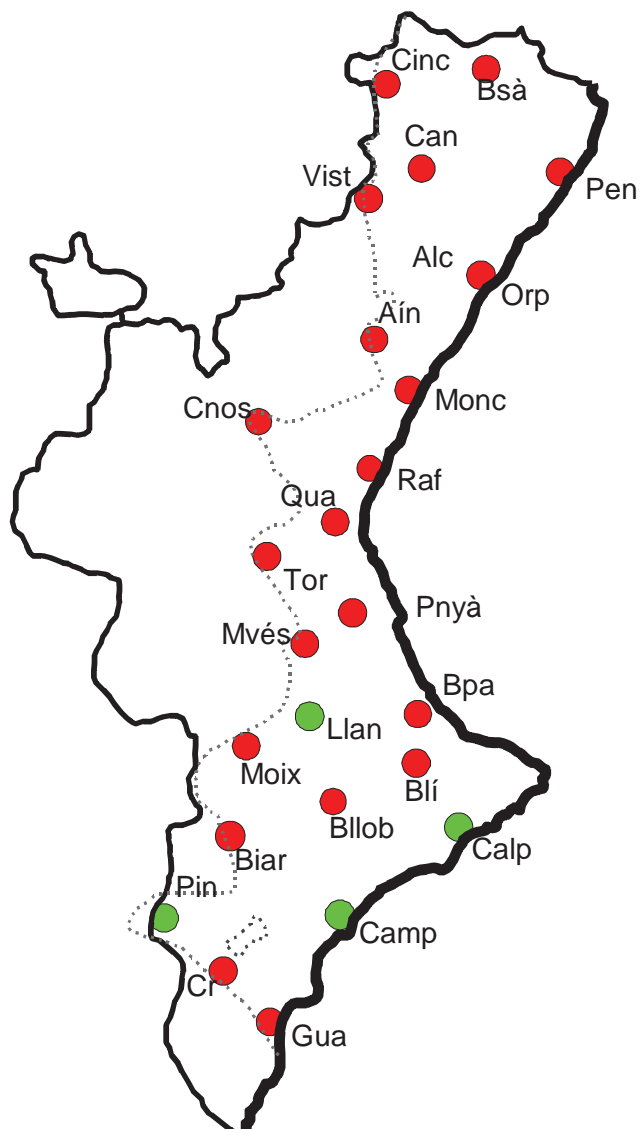 Cinc
Bsà
Can
Vist
Pen
Alc
Orp
Aín
Monc
Cnos
Raf
Qua
Tor
Pnyà
Mvés
Bpa
Llan
Moix
Blí
Bllob
Calp
Biar
Pin
Camp
Cr
Gua